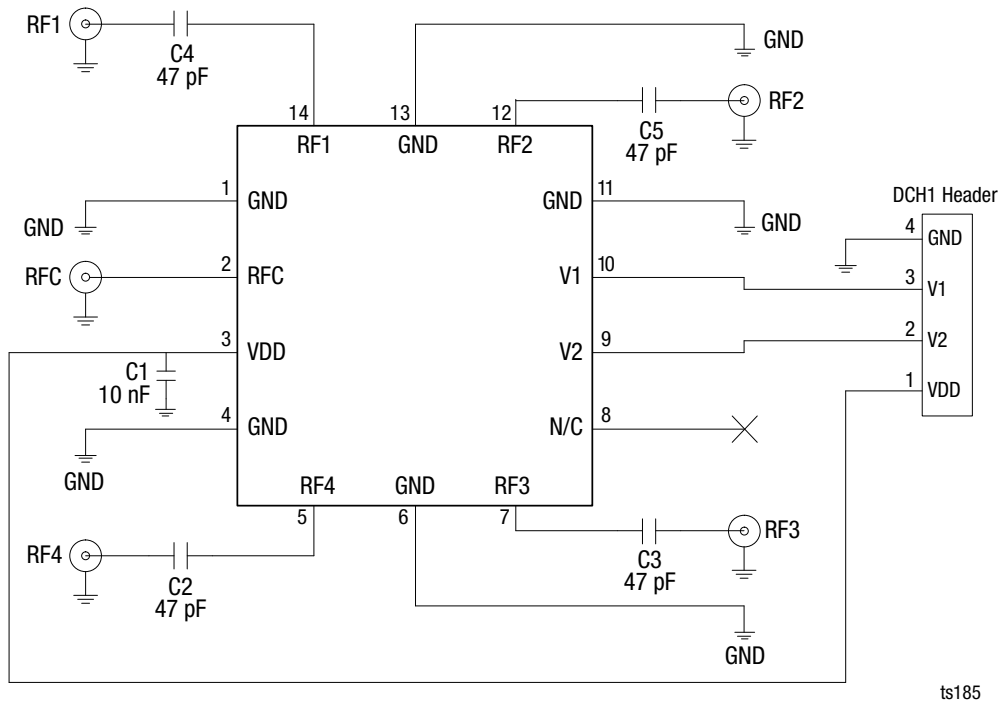 RF1
C4
47 pF
GND
RF2
C5
47 pF
14
13
12
RF1
GND
RF2
1
GND
GND
11
GND
GND
DCH1 Header
4
GND
RFC
2
RFC
V1
10
3
V1
3
VDD
V2
9
2
V2
C1
10 nF
1
VDD
4
GND
N/C
8
GND
RF4
GND
RF3
5
6
7
RF4
C2
47 pF
C3
47 pF
RF3
GND
ts185